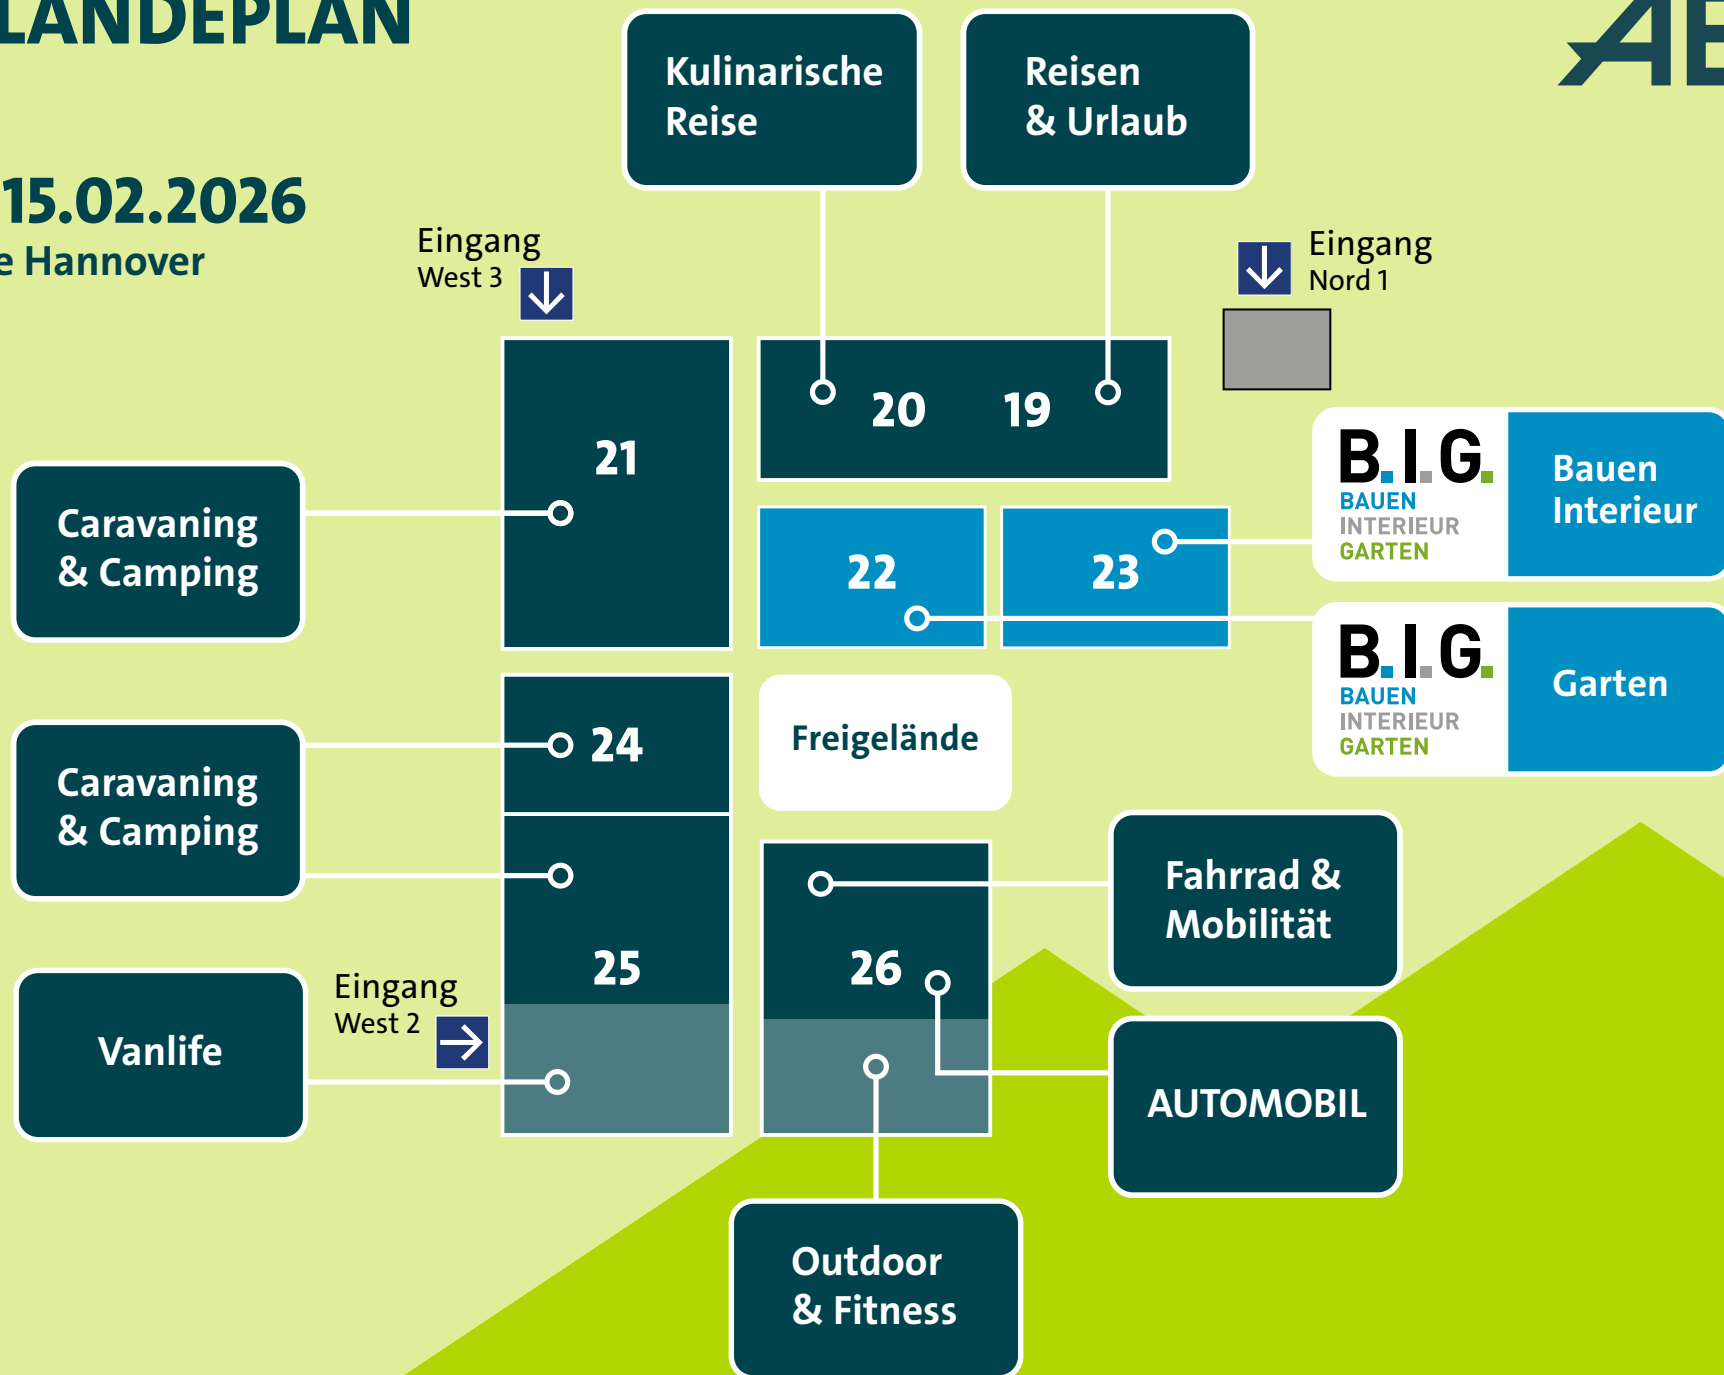 LÄNDEPLAN
15.02.2026
e Hannover
Kulinarische
Reise
Reisen
& Urlaub
AB
Eingang
West 3
Eingang
Nord 1
21
20
19
22
23
B.I.G.
BAUEN
INTERIEUR
GARTEN
Bauen
Interieur
B.I.G.
BAUEN
INTERIEUR
GARTEN
Garten
Caravaning
& Camping
24
Freigelände
Caravaning
& Camping
25
26
Fahrrad &
Mobilität
Eingang
West 2
Vanlife
AUTOMOBIL
Outdoor
& Fitness